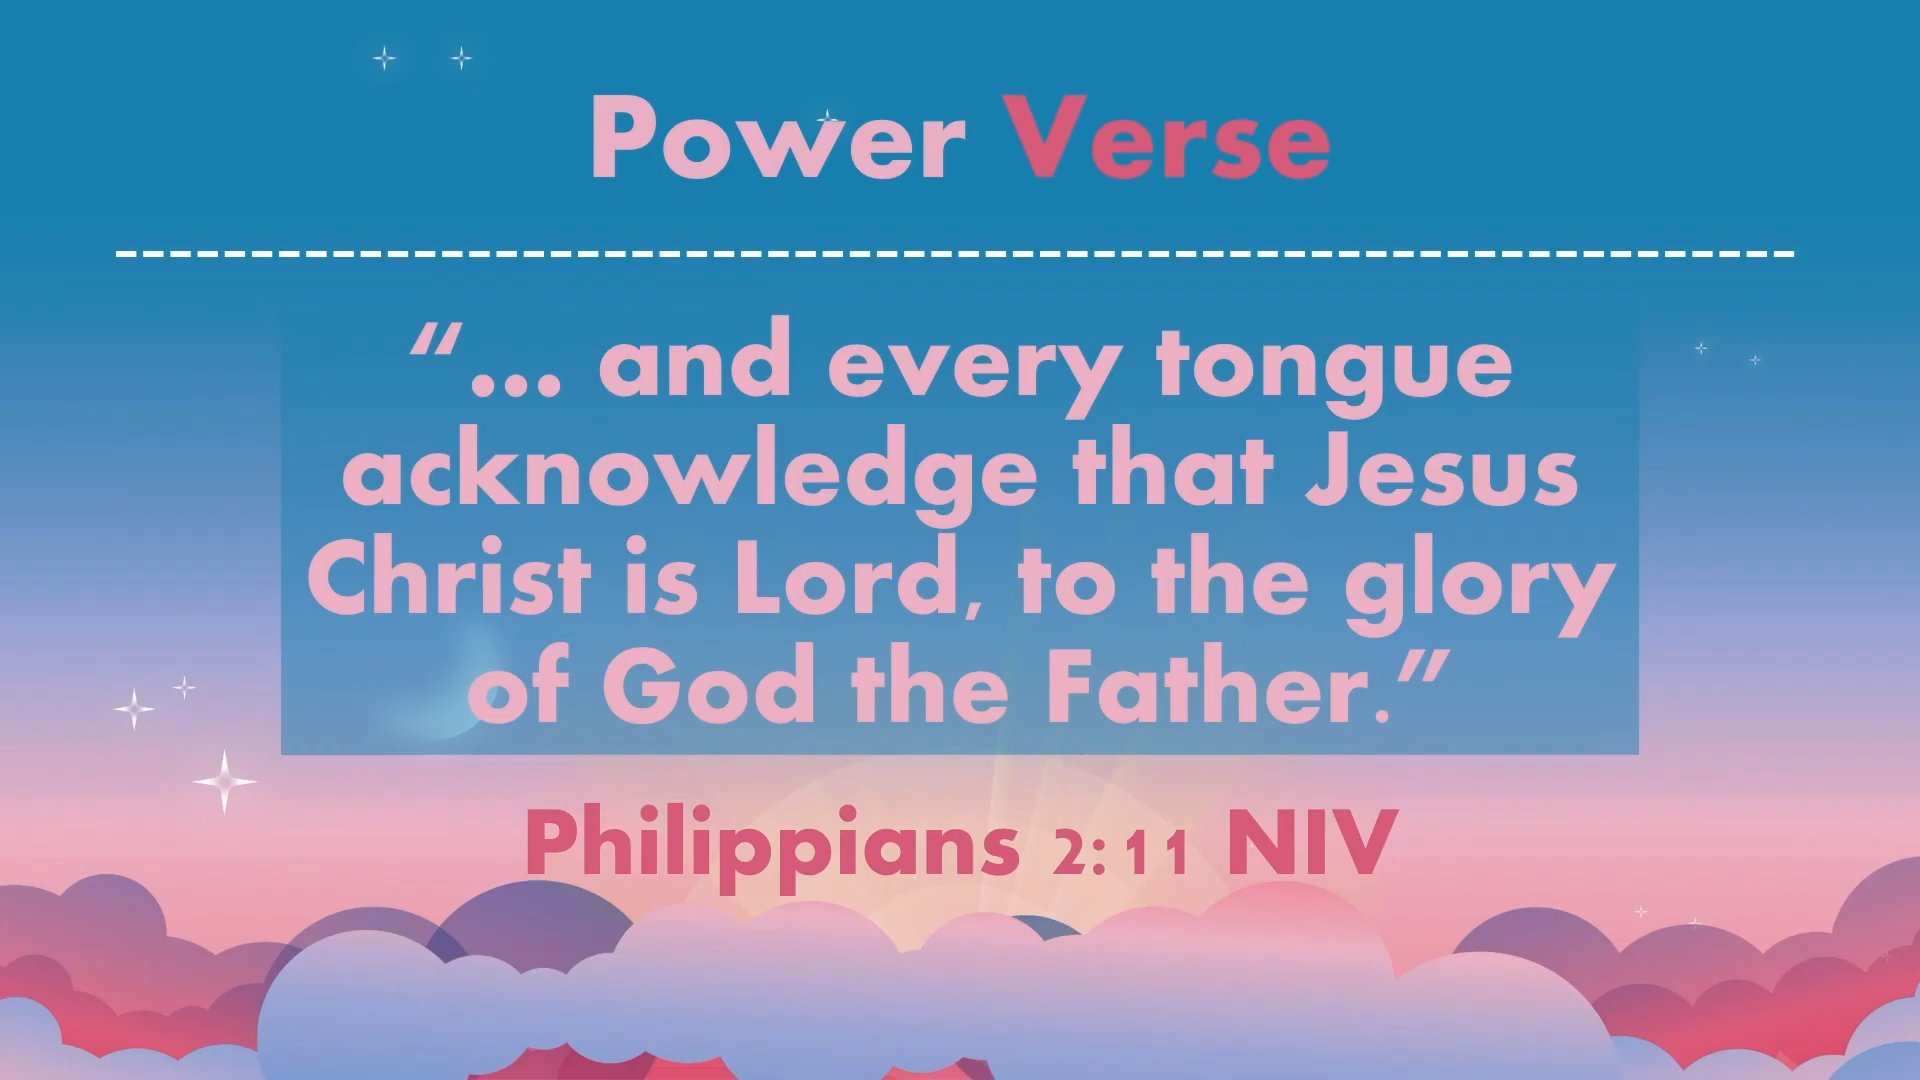 Power Verse
“... and every tongue
acknowledge that Jesus
Christ is Lord, to the glory
of God the Father.”
Philippians 2:11 NIV